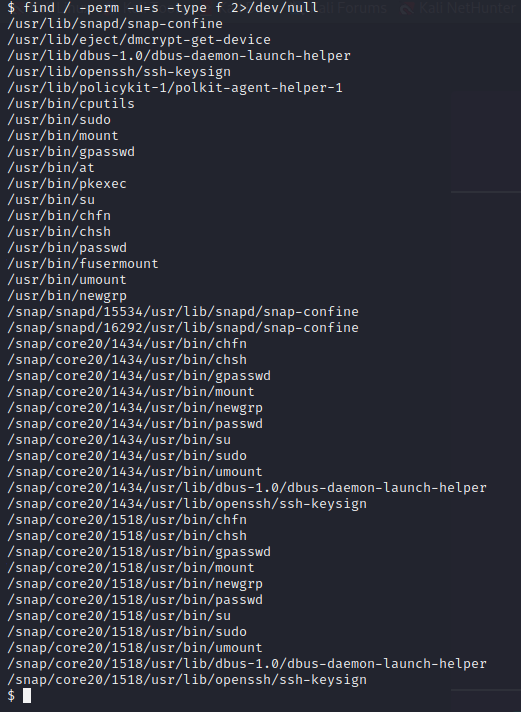 $ find / -perm -u=s -type f 2>/dev/null
/usr/lib/snapd/snap-confine
/usr/lib/eject/dmcrypt-get-device
/usr/lib/dbus-1.0/dbus-daemon-launch-helper
/usr/lib/openssh/ssh-keysign
/usr/lib/policykit-1/polkit-agent-helper-1
/usr/bin/cputils
/usr/bin/sudo
/usr/bin/mount
/usr/bin/gpasswd
/usr/bin/at
/usr/bin/pkexec
/usr/bin/su
/usr/bin/chfn
/usr/bin/chsh
/usr/bin/passwd
/usr/bin/fusermount
/usr/bin/umount
/usr/bin/newgrp
/snap/snapd/15534/usr/lib/snapd/snap-confine
/snap/snapd/16292/usr/lib/snapd/snap-confine
/snap/core20/1434/usr/bin/chfn
/snap/core20/1434/usr/bin/chsh
/snap/core20/1434/usr/bin/gpasswd
/snap/core20/1434/usr/bin/mount
/snap/core20/1434/usr/bin/newgrp
/snap/core20/1434/usr/bin/passwd
/snap/core20/1434/usr/bin/su
/snap/core20/1434/usr/bin/sudo
/snap/core20/1434/usr/bin/umount
/snap/core20/1434/usr/lib/dbus-1.0/dbus-daemon-launch-helper
/snap/core20/1434/usr/lib/openssh/ssh-keysign
/snap/core20/1518/usr/bin/chfn
/snap/core20/1518/usr/bin/chsh
/snap/core20/1518/usr/bin/gpasswd
/snap/core20/1518/usr/bin/mount
/snap/core20/1518/usr/bin/newgrp
/snap/core20/1518/usr/bin/passwd
/snap/core20/1518/usr/bin/su
/snap/core20/1518/usr/bin/sudo
/snap/core20/1518/usr/bin/umount
/snap/core20/1518/usr/lib/dbus-1.0/dbus-daemon-launch-helper
/snap/core20/1518/usr/lib/openssh/ssh-keysign
$